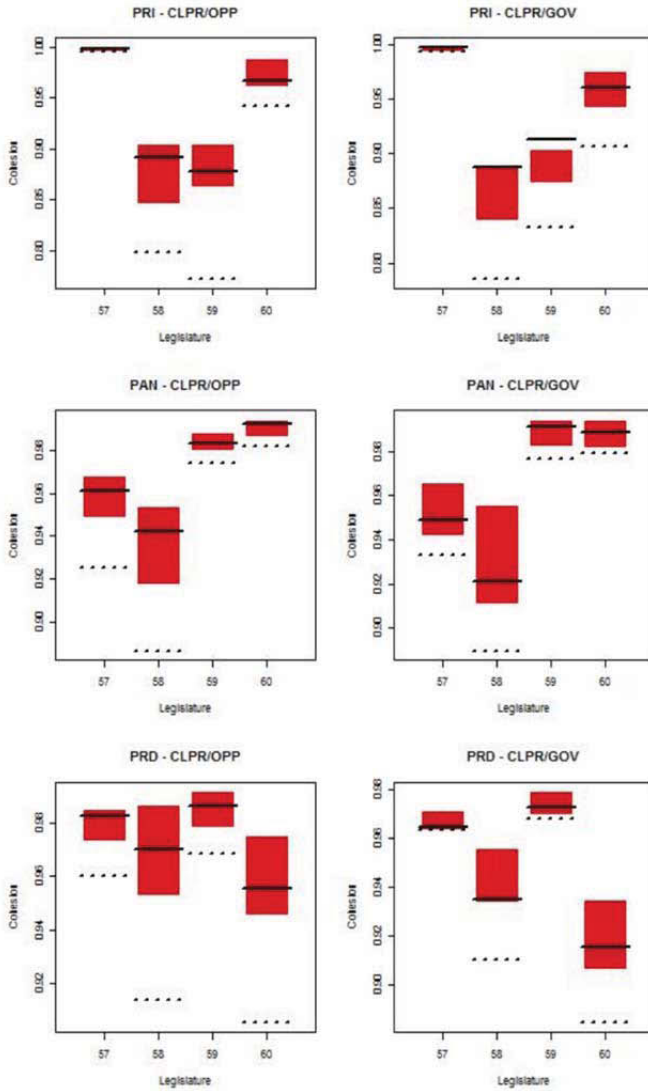 PRI - CLPR/OPP
Cohesion
1.00
0.95
0.90
0.85
0.80
57 58 59 60
Legislature
PRI - CLPR/GOV
Cohesion
1.00
0.95
0.90
0.85
0.80
57 58 59 60
Legislature
PAN - CLPR/OPP
Cohesion
0.98
0.96
0.94
0.92
0.90
57 58 59 60
Legislature
PAN - CLPR/GOV
Cohesion
0.98
0.96
0.94
0.92
0.90
57 58 59 60
Legislature
PRD - CLPR/OPP
Cohesion
0.98
0.96
0.94
0.92
57 58 59 60
Legislature
PRD - CLPR/GOV
Cohesion
0.98
0.96
0.94
0.92
0.90
57 58 59 60
Legislature